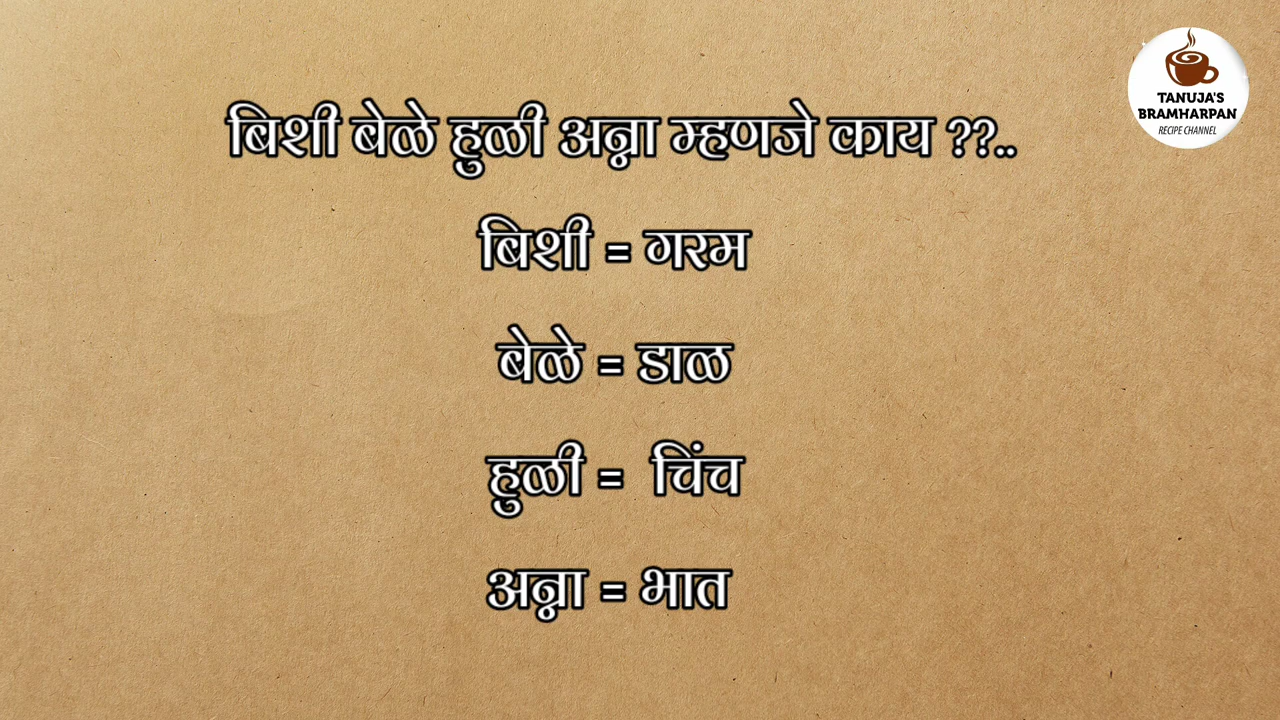 बिशी बेळे हुळी अन्ना म्हणजे काय ??..
बिशी = गरम
बेळे = डाळ
हुळी = चिंच
अन्ना = भात
TANUJA'S
BRAMHARPAN
RECIPE CHANNEL